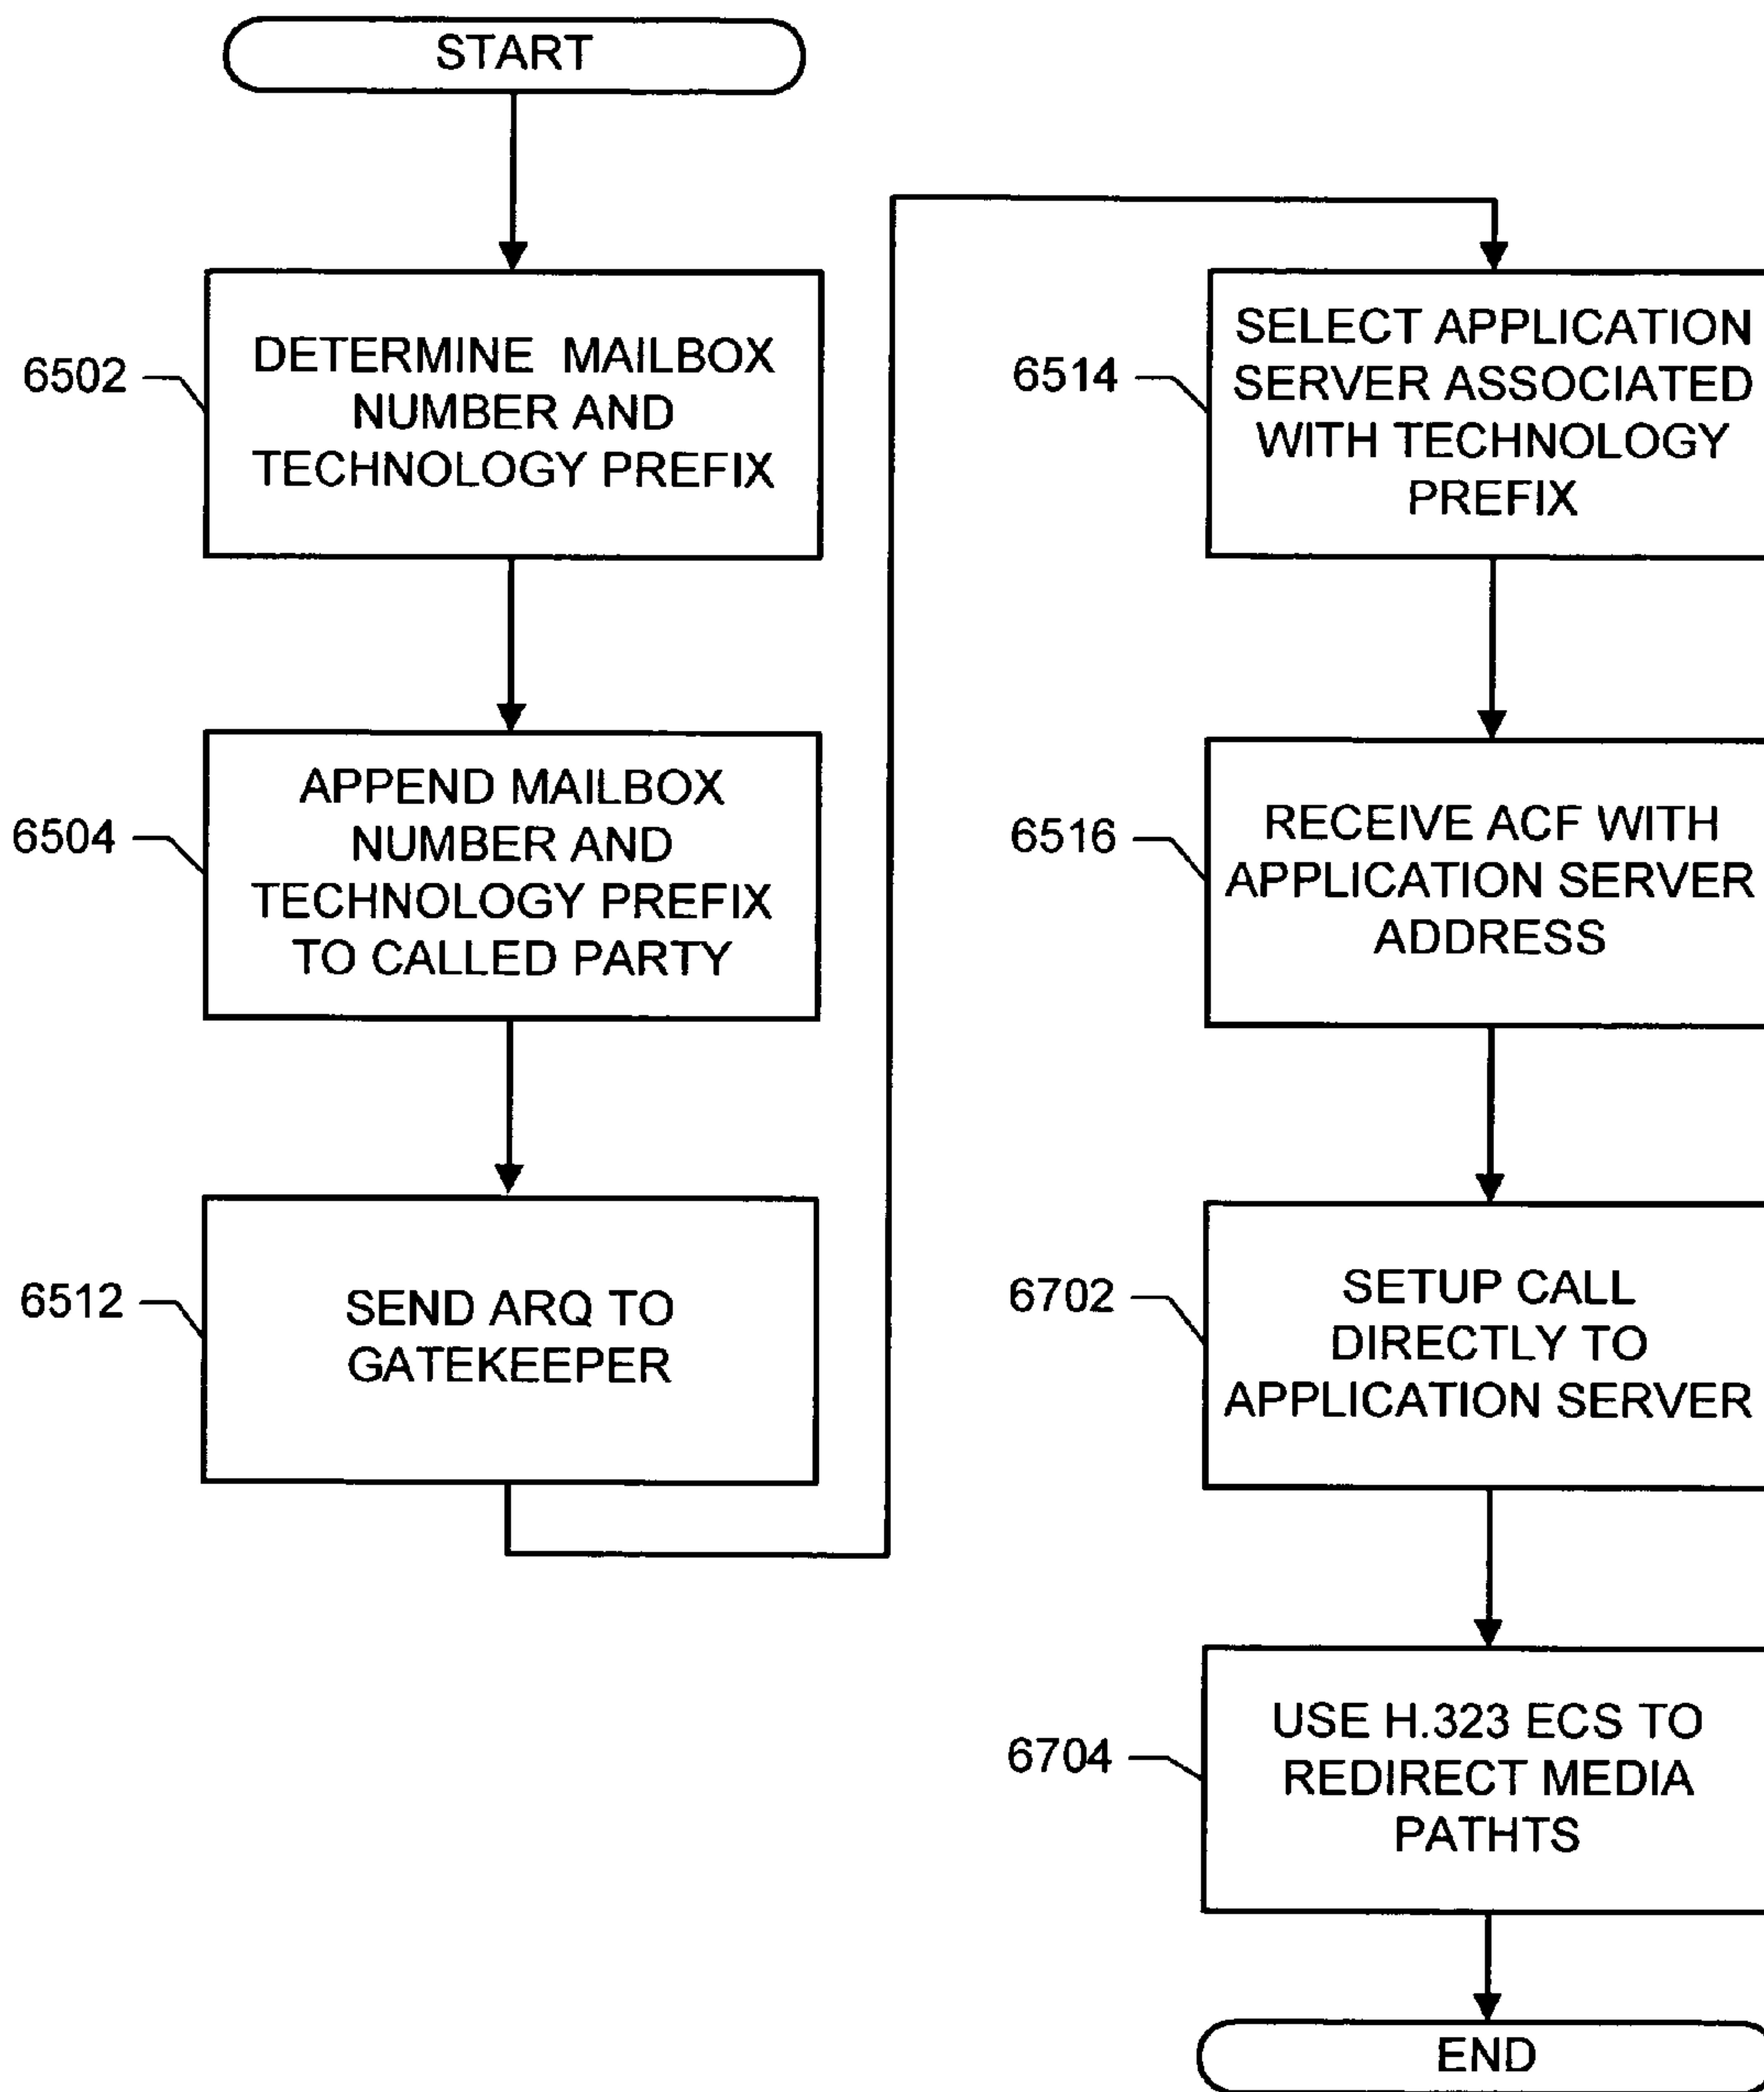 START
6502
DETERMINE MAILBOX
NUMBER AND
TECHNOLOGY PREFIX
6504
APPEND MAILBOX
NUMBER AND
TECHNOLOGY PREFIX
TO CALLED PARTY
6512
SEND ARQ TO
GATEKEEPER
6514
SELECT APPLICATION
SERVER ASSOCIATED
WITH TECHNOLOGY
PREFIX
6516
RECEIVE ACF WITH
APPLICATION SERVER
ADDRESS
6702
SETUP CALL
DIRECTLY TO
APPLICATION SERVER
6704
USE H.323 ECS TO
REDIRECT MEDIA
PATHTS
END